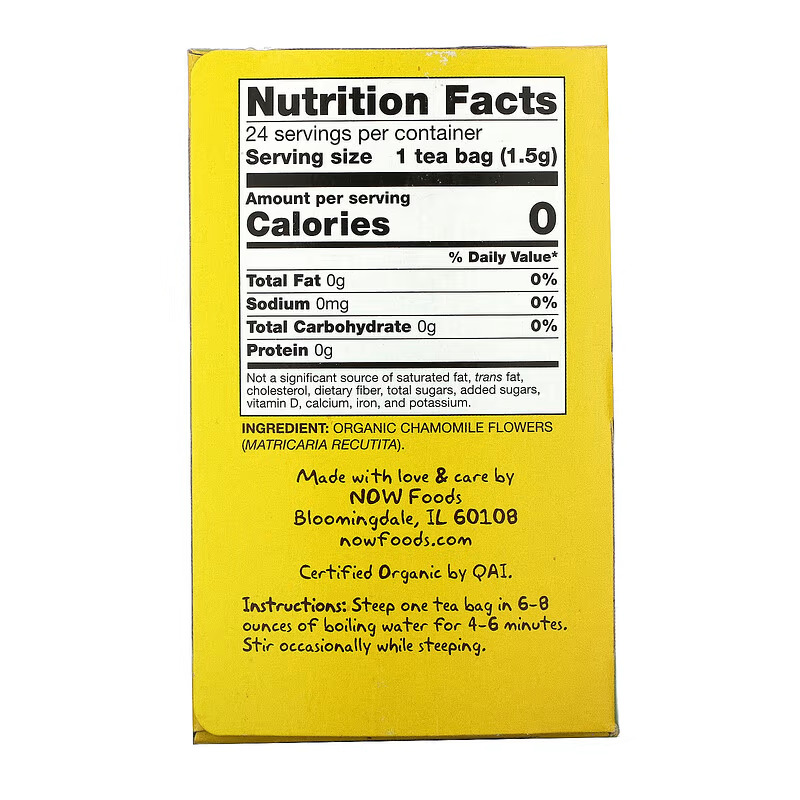 Nutrition Facts
24 servings per container
Serving size 1 tea bag (1.5g)
Amount per serving
Calories 0
% Daily Value*
Total Fat 0g 0%
Sodium 0mg 0%
Total Carbohydrate 0g 0%
Protein 0g
Not a significant source of saturated fat, trans fat,
cholesterol, dietary fiber, total sugars, added sugars,
vitamin D, calcium, iron, and potassium.
INGREDIENT: ORGANIC CHAMOMILE FLOWERS
(MATRICARIA RECUTITA).
Made with love & care by
NOW Foods
Bloomingdale, IL 60108
nowfoods.com
Certified Organic by QAI.
Instructions: Steep one tea bag in 6-8
ounces of boiling water for 4-6 minutes.
Stir occasionally while steeping.